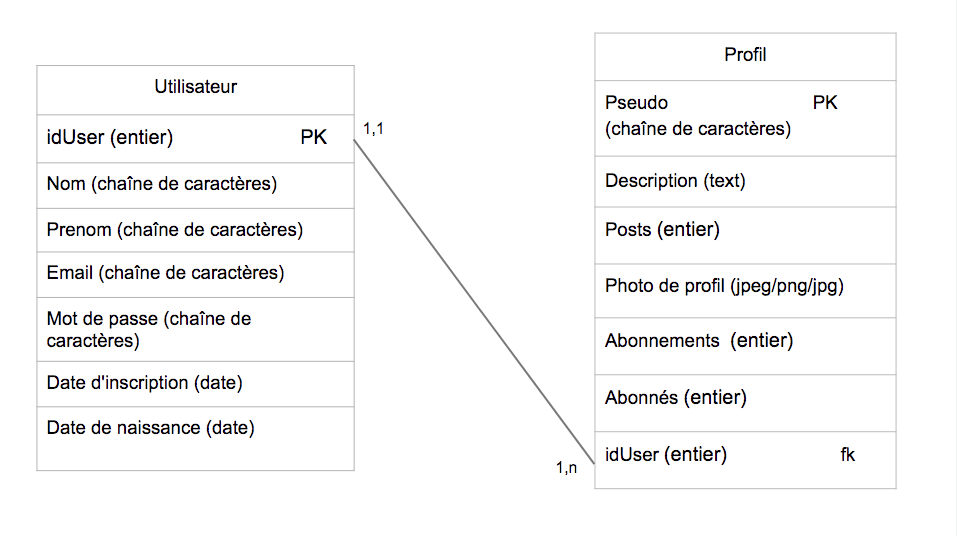 Utilisateur
idUser (entier) PK
Nom (chaîne de caractères)
Prenom (chaîne de caractères)
Email (chaîne de caractères)
Mot de passe (chaîne de
caractères)
Date d'inscription (date)
Date de naissance (date)
1,1
1,n
Profil
Pseudo PK
(chaîne de caractères)
Description (text)
Posts (entier)
Photo de profil (jpeg/png/jpg)
Abonnements (entier)
Abonnés (entier)
idUser (entier) fk